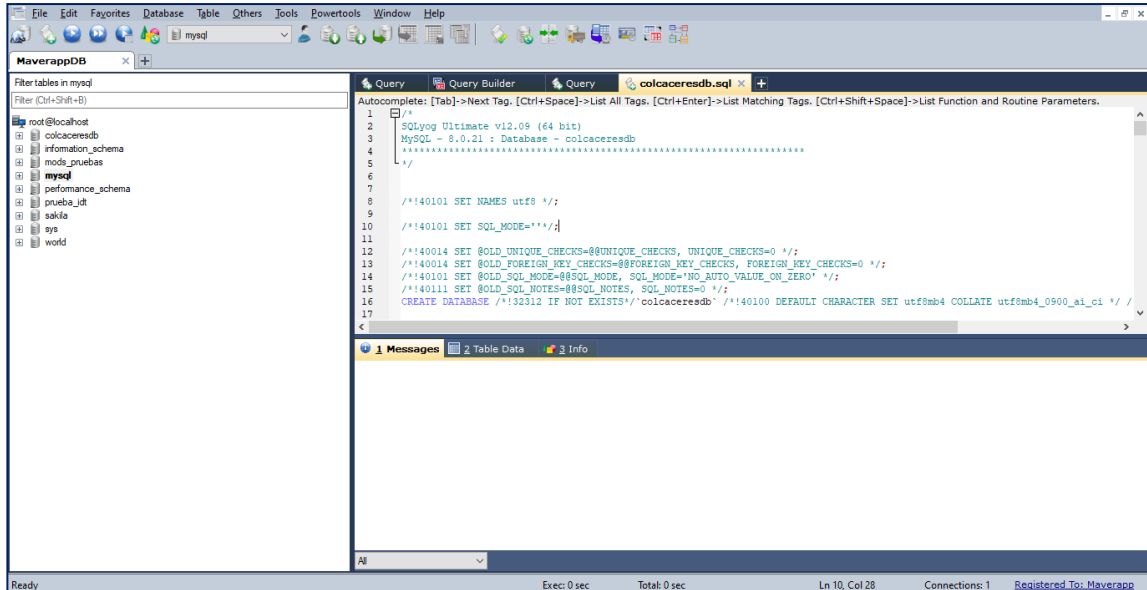 File Edit Favorites Database Table Others Tools Powertools Window Help
mysql
MaverappDB
Filter tables in mysql
Filter (Ctrl+Shift+B)
root@localhost
colcaceresdb
information_schema
mods_pruebas
mysql
performance_schema
prueba_idt
sakila
sys
world
Query Query Builder Query colcaceresdb.sql
Autocomplete: [Tab]->Next Tag. [Ctrl+Space]->List All Tags. [Ctrl+Enter]->List Matching Tags. [Ctrl+Shift+Space]->List Function and Routine Parameters.
1 /*
2 SQLyog Ultimate v12.09 (64 bit)
3 MySQL - 8.0.21 : Database - colcaceresdb
4 *********************************************************************
5 */
6
7
8 /*!40101 SET NAMES utf8 */;
9
10 /*!40101 SET SQL_MODE=''*/;
11
12 /*!40014 SET @OLD_UNIQUE_CHECKS=@@UNIQUE_CHECKS, UNIQUE_CHECKS=0 */;
13 /*!40014 SET @OLD_FOREIGN_KEY_CHECKS=@@FOREIGN_KEY_CHECKS, FOREIGN_KEY_CHECKS=0 */;
14 /*!40101 SET @OLD_SQL_MODE=@@SQL_MODE, SQL_MODE='NO_AUTO_VALUE_ON_ZERO' */;
15 /*!40111 SET @OLD_SQL_NOTES=@@SQL_NOTES, SQL_NOTES=0 */;
16 CREATE DATABASE /*!32312 IF NOT EXISTS*/`colcaceresdb` /*!40100 DEFAULT CHARACTER SET utf8mb4 COLLATE utf8mb4_0900_ai_ci */ /
17
1 Messages 2 Table Data 3 Info
All
Ready Exec: 0 sec Total: 0 sec Ln 10, Col 28 Connections: 1 Registered To: Maverapp